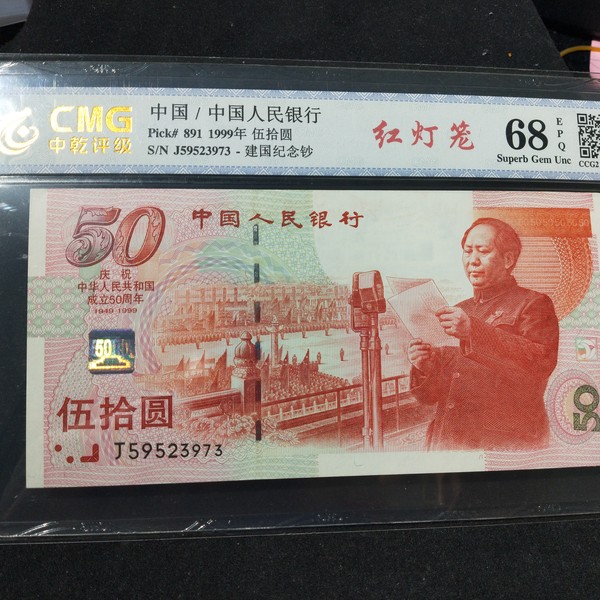 CMG
中乾评级
中国 / 中国人民银行
Pick# 891 1999年 伍拾圆
S/N J59523973 - 建国纪念钞
红灯笼
68
EPQ
Superb Gem Unc
CCG2
50
中国人民银行
庆祝
中华人民共和国
成立50周年
1949-1999
50
伍拾圆
J59523973
50